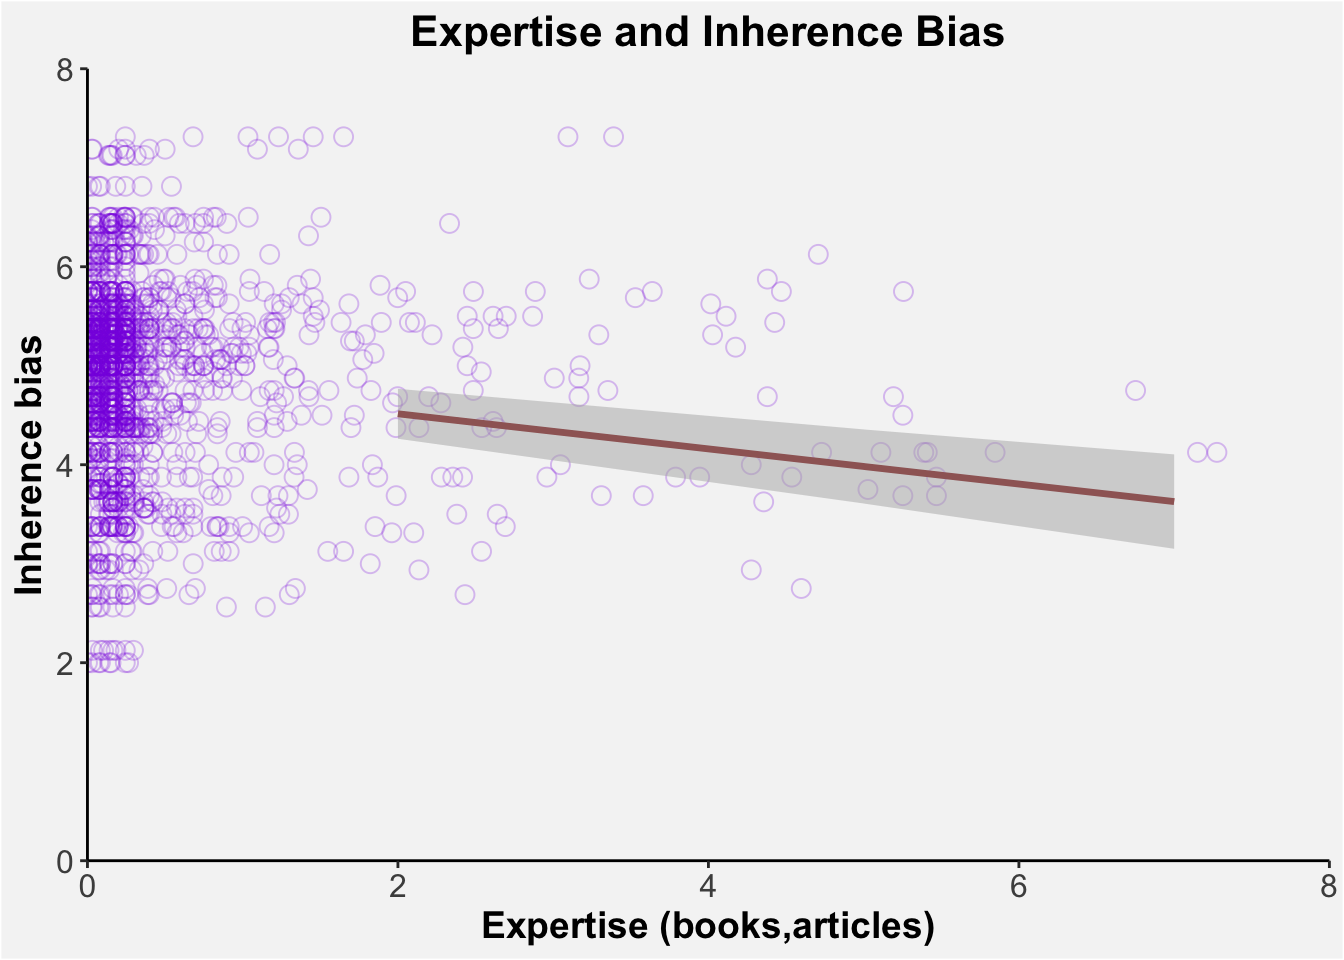 Expertise and Inherence Bias
8
6
4
2
0
Inherence bias
0 2 4 6 8
Expertise (books,articles)